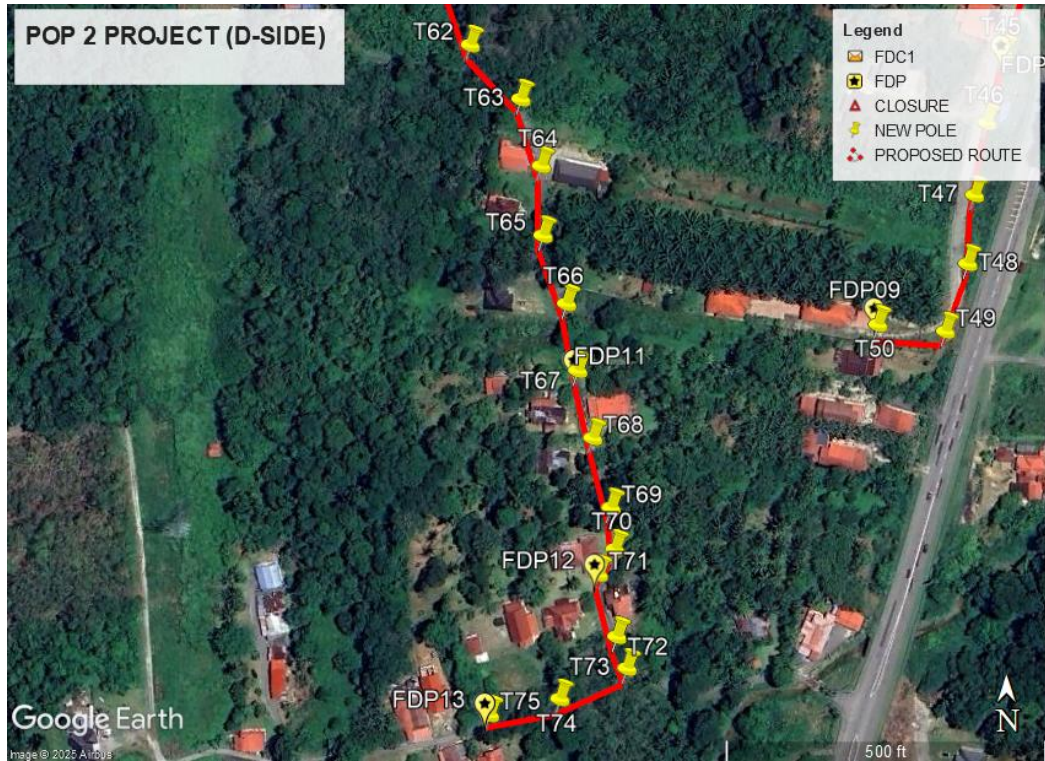 POP 2 PROJECT (D-SIDE)
Legend
FDC1
FDP
CLOSURE
NEW POLE
PROPOSED ROUTE
T62
T63
T64
T65
T66
FDP11
T67
T68
T69
T70
FDP12
T71
T72
T73
FDP13
T75
T74
T45
FDP
T46
T47
T48
FDP09
T49
T50
Google Earth
Image © 2025 Airbus
N
500 ft